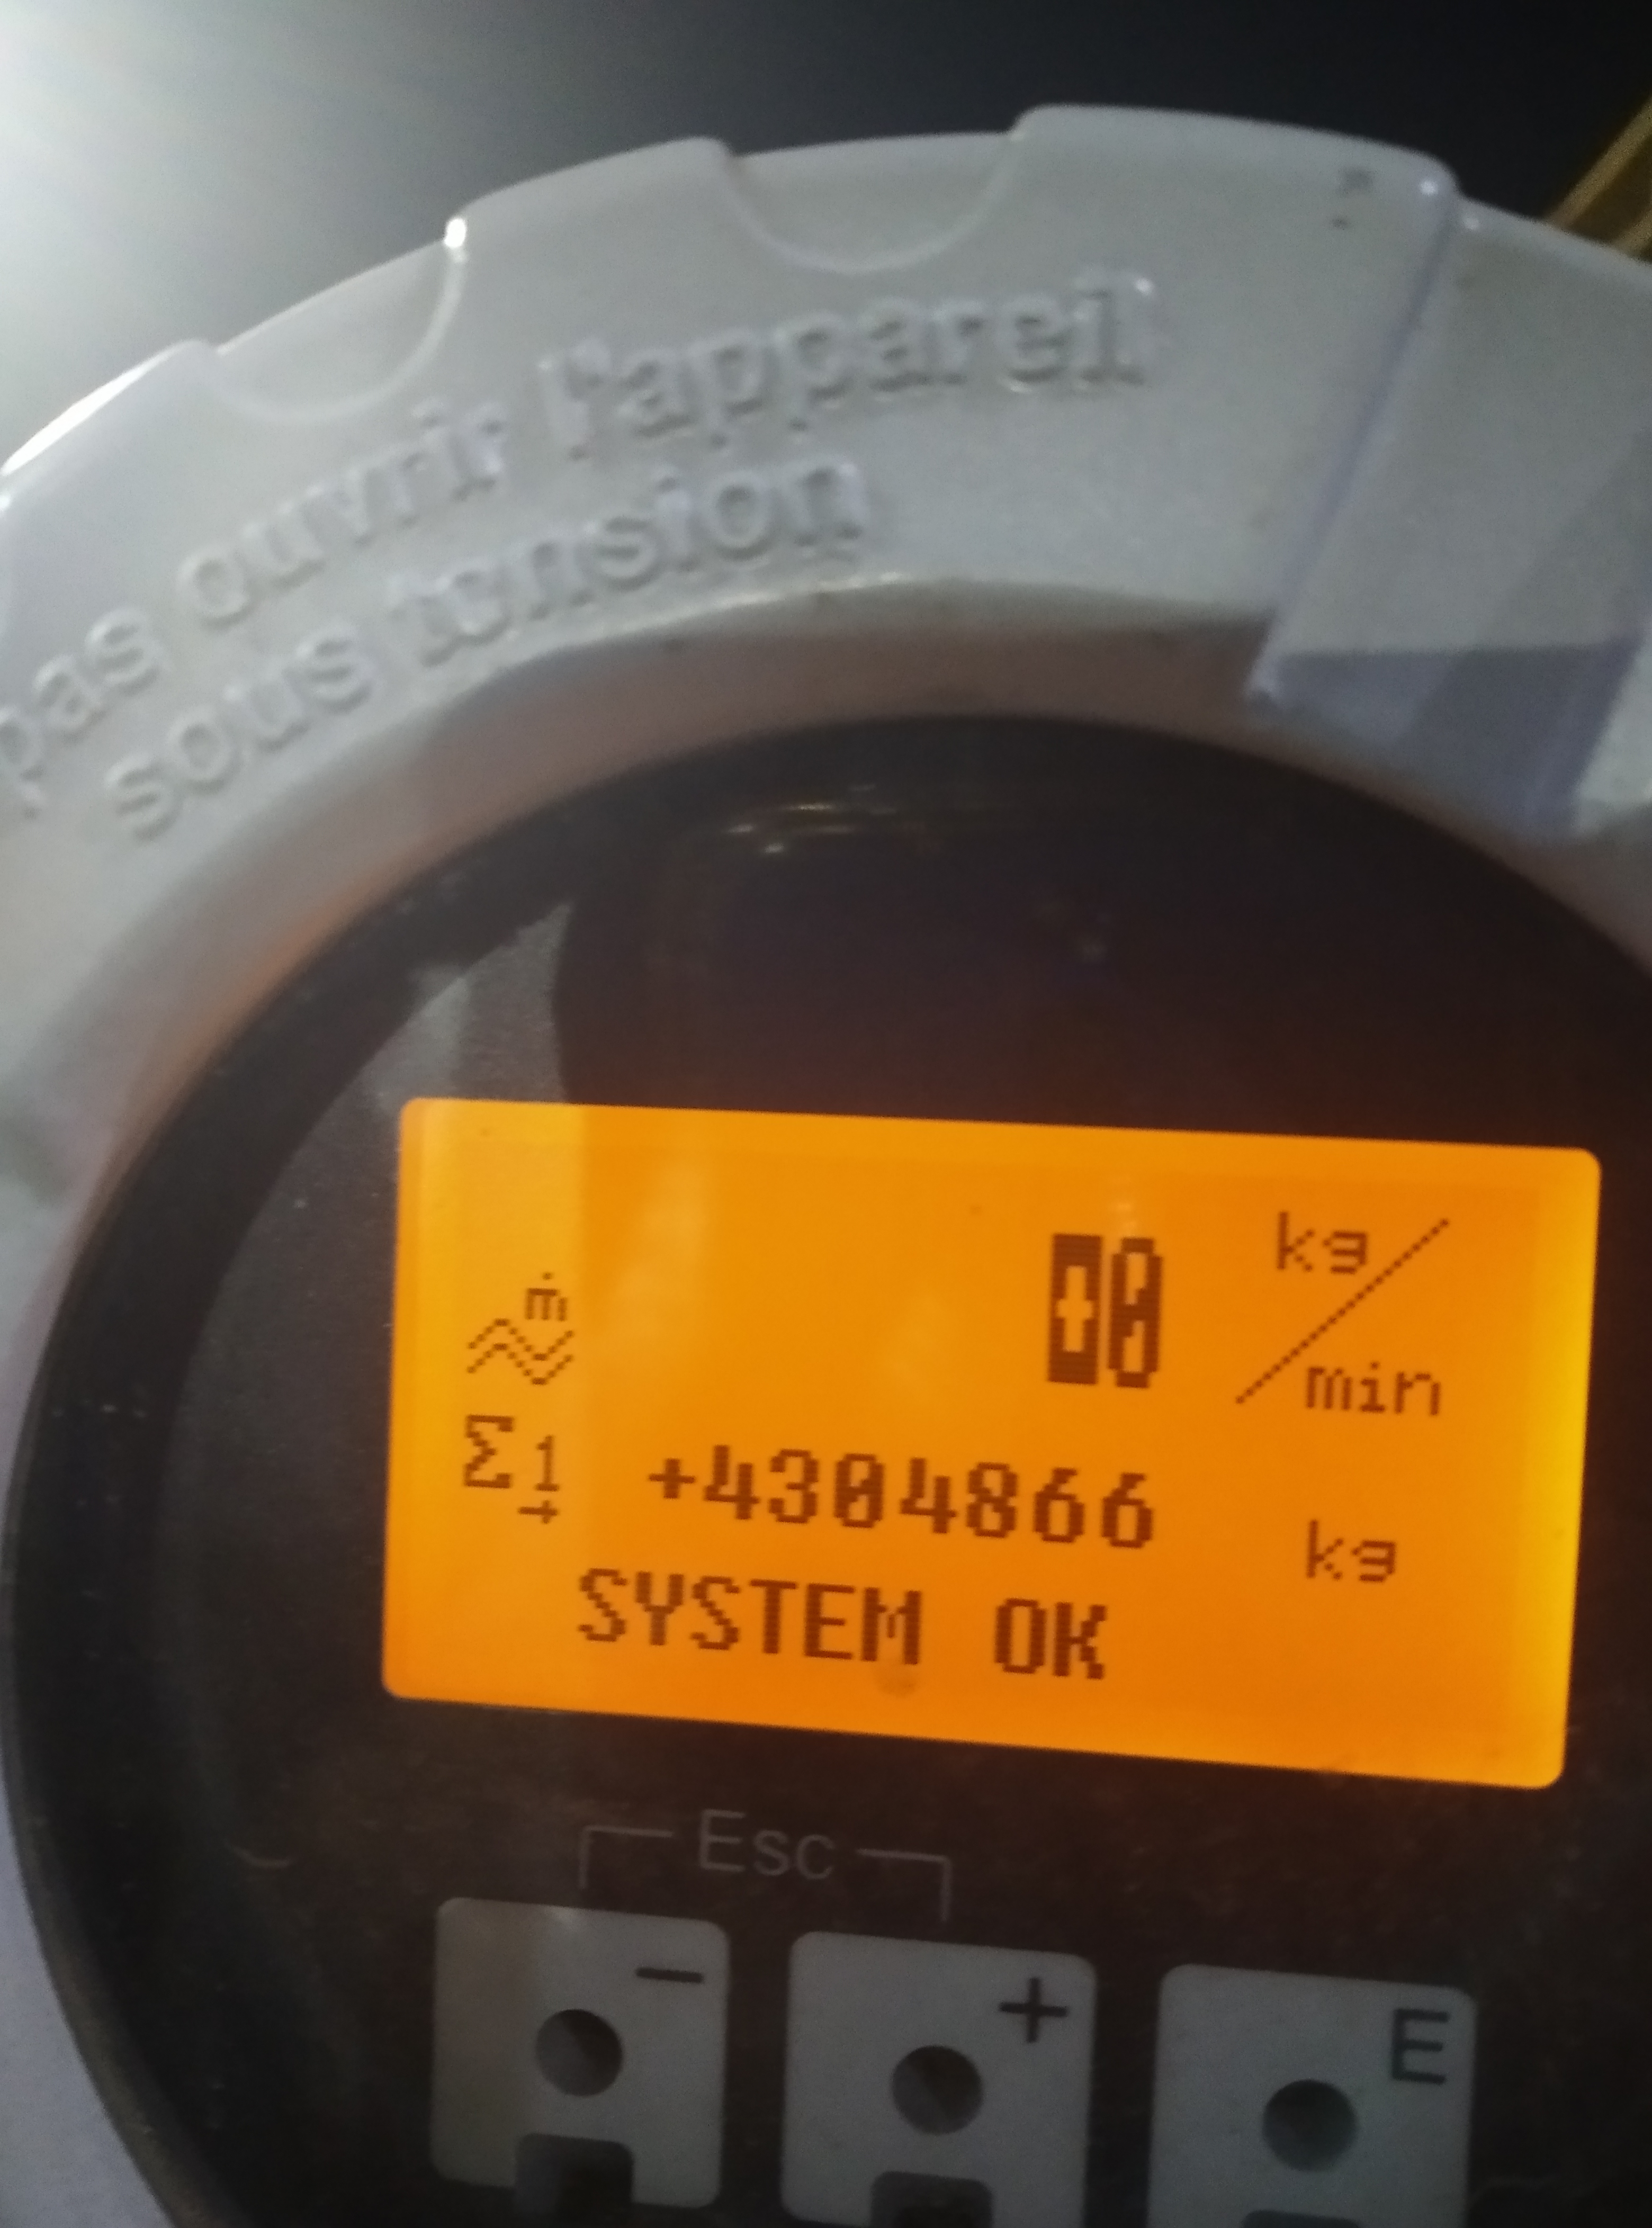 pas ouvrir l'appareil
sous tension
+0 kg/min
ṁ
Σ1 +4304866 kg
+
SYSTEM OK
Esc
- + E